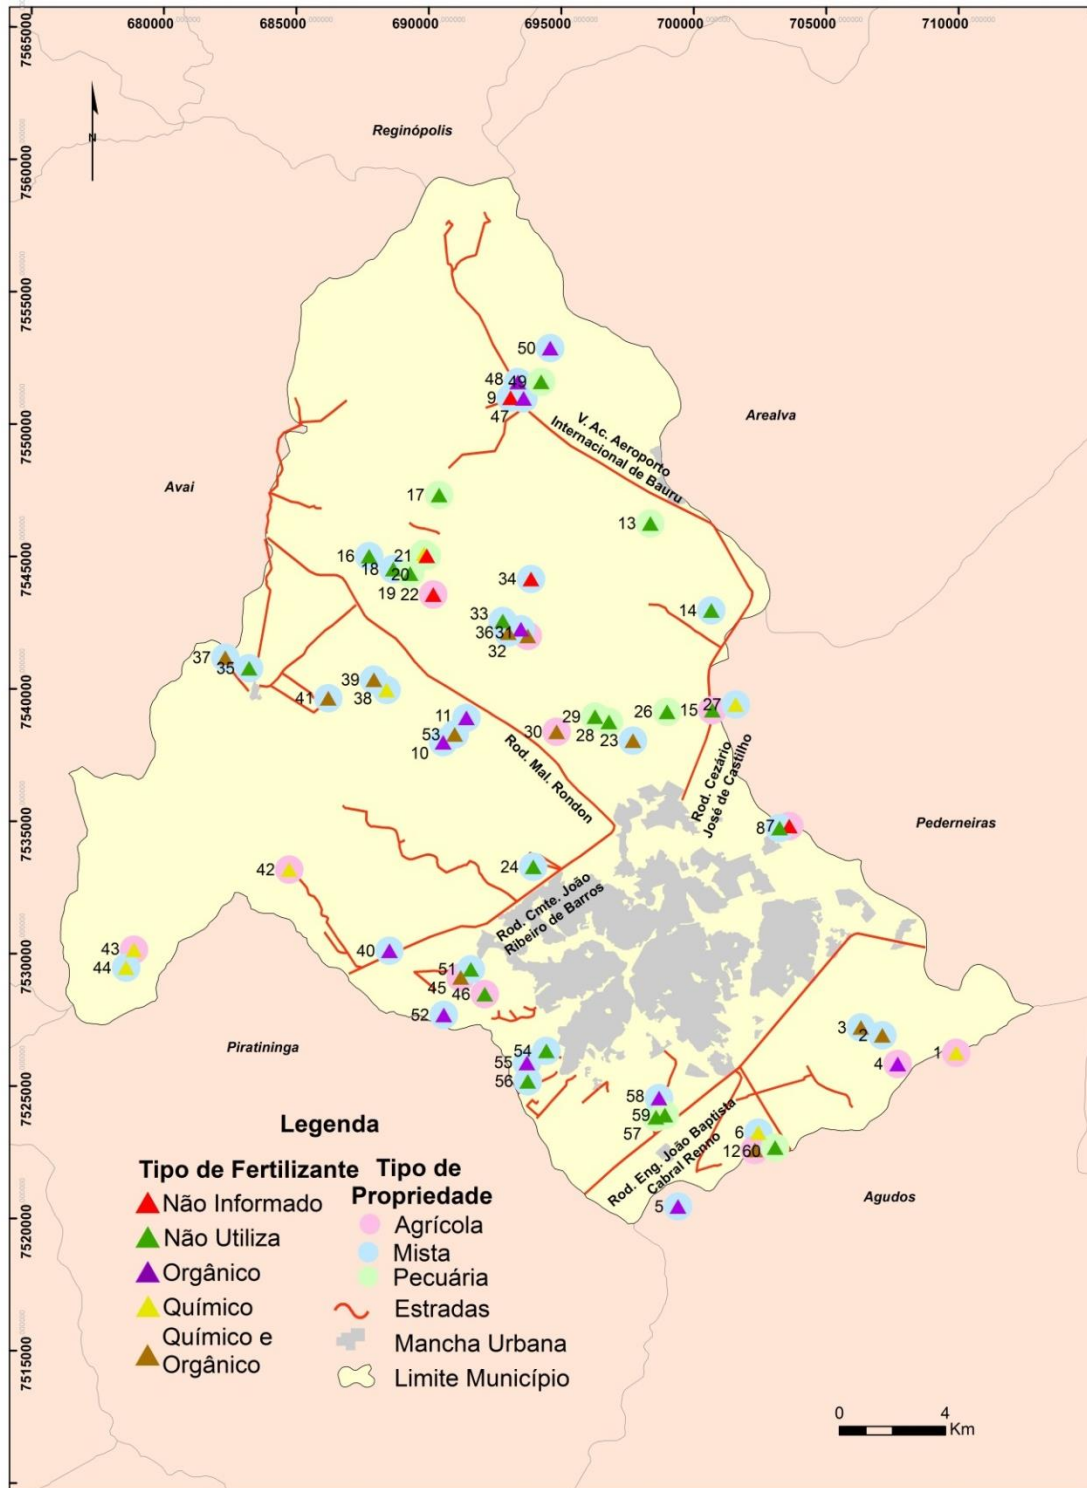 680000 685000 690000 695000 700000 705000 710000
7565000
N
Reginópolis
7560000
7555000
50
48 49
9
47
Arealva
V. Ac. Aeroporto
Internacional de Bauru
7550000
Avai
17
13
16
21
18
20
19 22
34
7545000
14
33
36 31
32
37
35
39
38
41
7540000
11
53
10
30
29
28
26
23
15 27
Rod. Mal. Rondon
Rod. Cezário
José de Castilho
87
Pederneiras
7535000
42
24
Rod. Cmte. João
Ribeiro de Barros
43
44
40
51
45
46
52
7530000
3
2
1
4
Piratininga
54
55
56
58
59
57
7525000
6
12 60
5
Rod. Eng. João Baptista
Cabral Renno
Agudos
7520000
7515000
Legenda
Tipo de Fertilizante
Não Informado
Não Utiliza
Orgânico
Químico
Químico e
Orgânico
Tipo de
Propriedade
Agrícola
Mista
Pecuária
Estradas
Mancha Urbana
Limite Município
0 4
Km